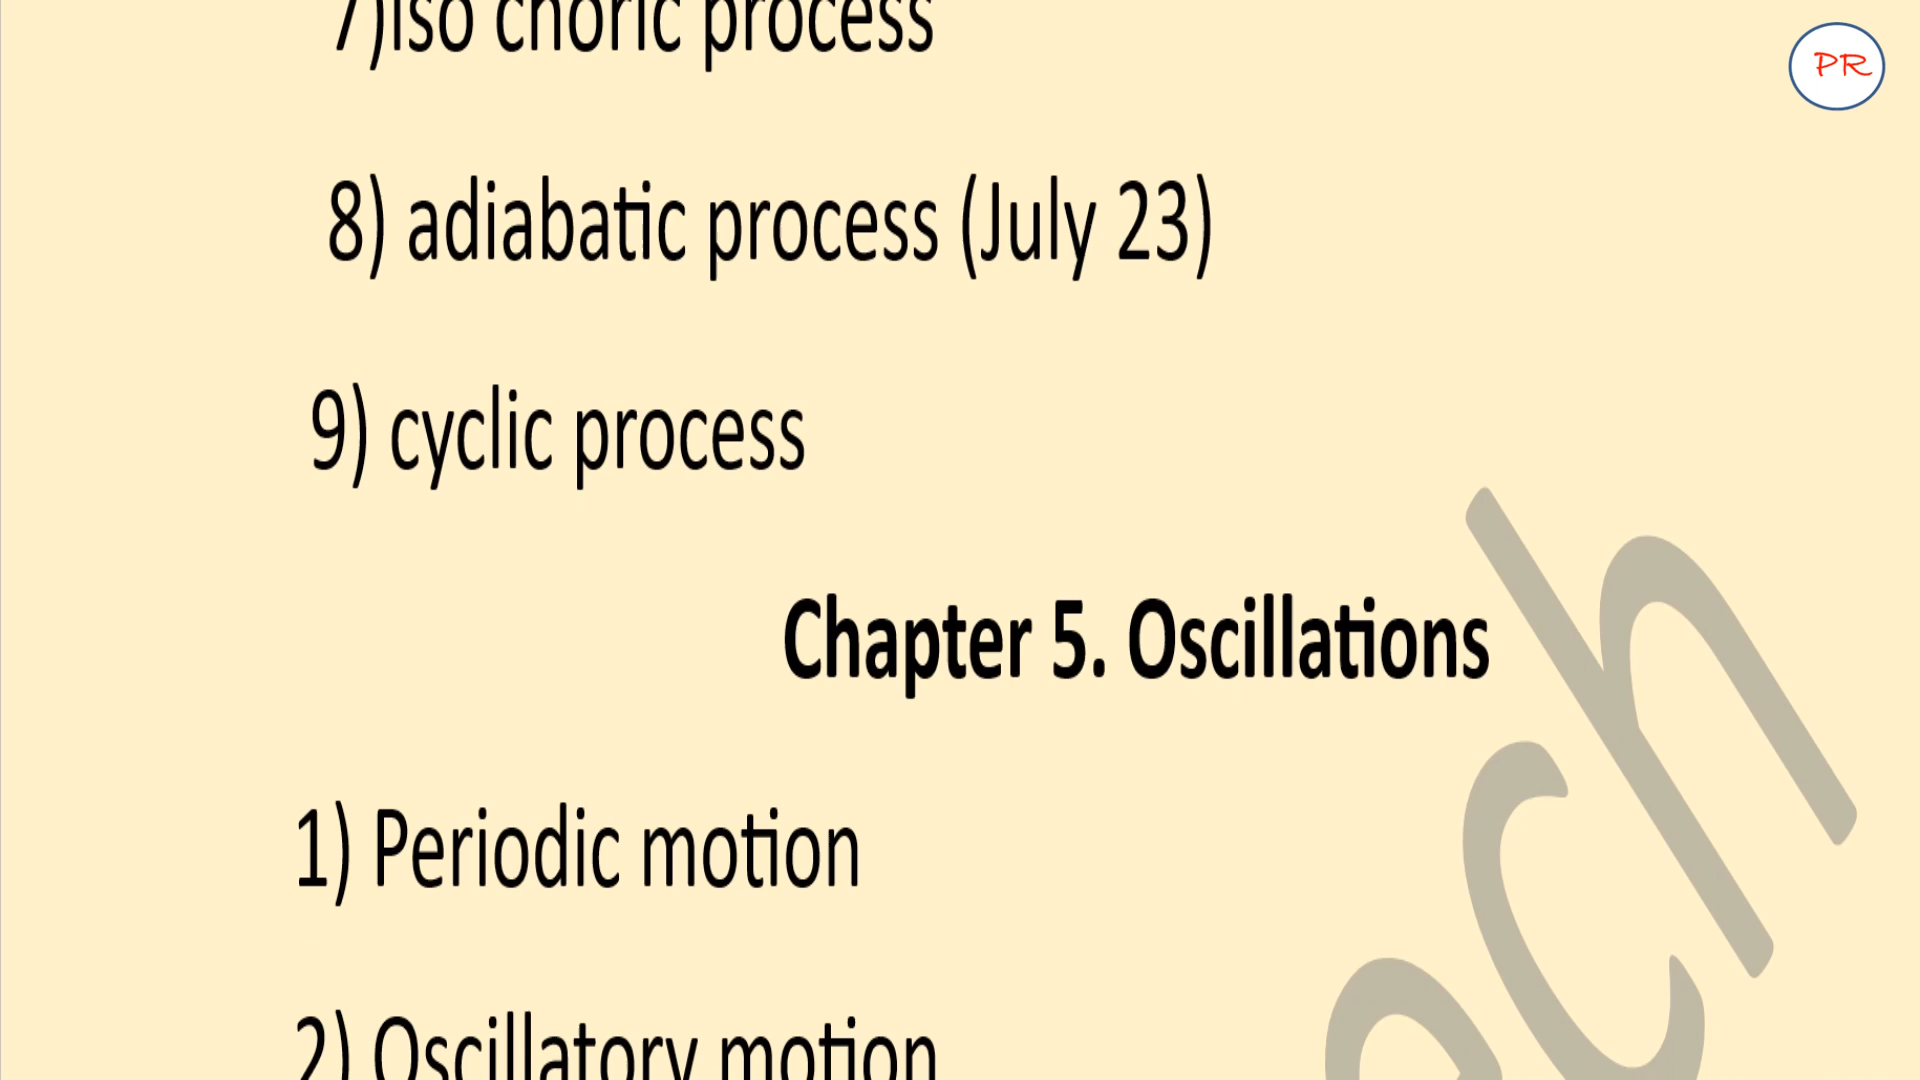 7)Iso choric process
PR
8) adiabatic process (July 23)
9) cyclic process
Chapter 5. Oscillations
1) Periodic motion
2) Oscillatory motion
ech